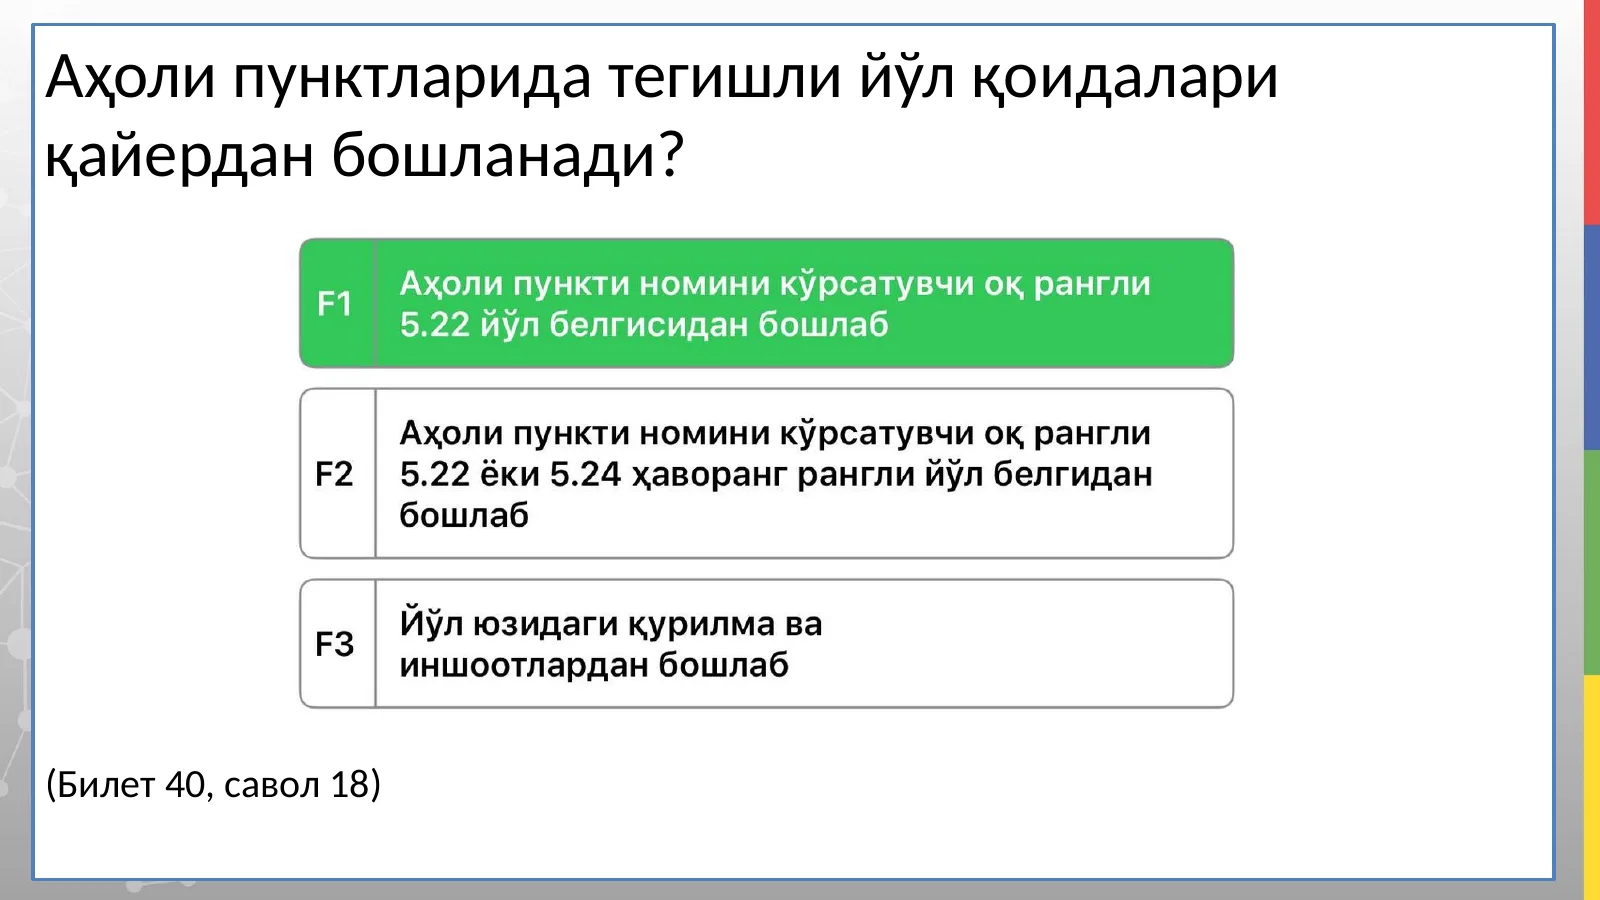 Аҳоли пунктларида тегишли йўл қоидалари
қайердан бошланади?
F1
Аҳоли пункти номини кўрсатувчи оқ рангли
5.22 йўл белгисидан бошлаб
F2
Аҳоли пункти номини кўрсатувчи оқ рангли
5.22 ёки 5.24 ҳаворанг рангли йўл белгидан
бошлаб
F3
Йўл юзидаги қурилма ва
иншоотлардан бошлаб
(Билет 40, савол 18)